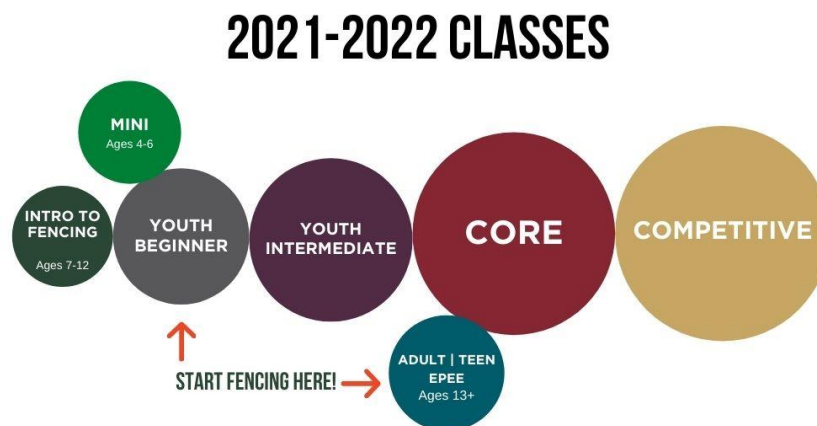 2021-2022 CLASSES
MINI
Ages 4-6
INTRO TO
FENCING
Ages 7-12
YOUTH
BEGINNER
YOUTH
INTERMEDIATE
CORE
COMPETITIVE
START FENCING HERE!
ADULT | TEEN
EPEE
Ages 13+